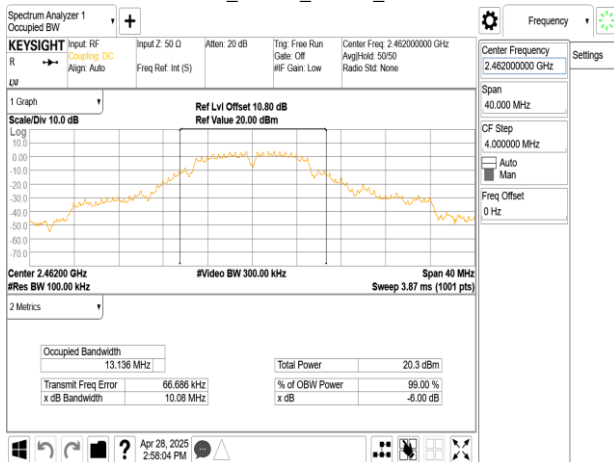 Spectrum Analyzer 1
Occupied BW
Frequency
KEYSIGHT
R
Input: RF
Coupling: DC
Align: Auto
Input Z: 50 Ω
Freq Ref: Int (S)
Atten: 20 dB
Trig: Free Run
Gate: Off
#IF Gain: Low
Center Freq: 2.462000000 GHz
Avg|Hold: 50/50
Radio Std: None
Center Frequency
2.462000000 GHz
Settings
Span
40.000 MHz
CF Step
4.000000 MHz
Auto
Man
Freq Offset
0 Hz
1 Graph
Scale/Div 10.0 dB
Ref Lvl Offset 10.80 dB
Ref Value 20.00 dBm
Log
10.0
0.00
-10.0
-20.0
-30.0
-40.0
-50.0
-60.0
-70.0
Center 2.46200 GHz
#Video BW 300.00 kHz
Span 40 MHz
#Res BW 100.00 kHz
Sweep 3.87 ms (1001 pts)
2 Metrics
Occupied Bandwidth
13.136 MHz
Total Power 20.3 dBm
Transmit Freq Error 66.686 kHz
% of OBW Power 99.00 %
x dB Bandwidth 10.08 MHz
x dB -6.00 dB
?
Apr 28, 2025
2:58:04 PM